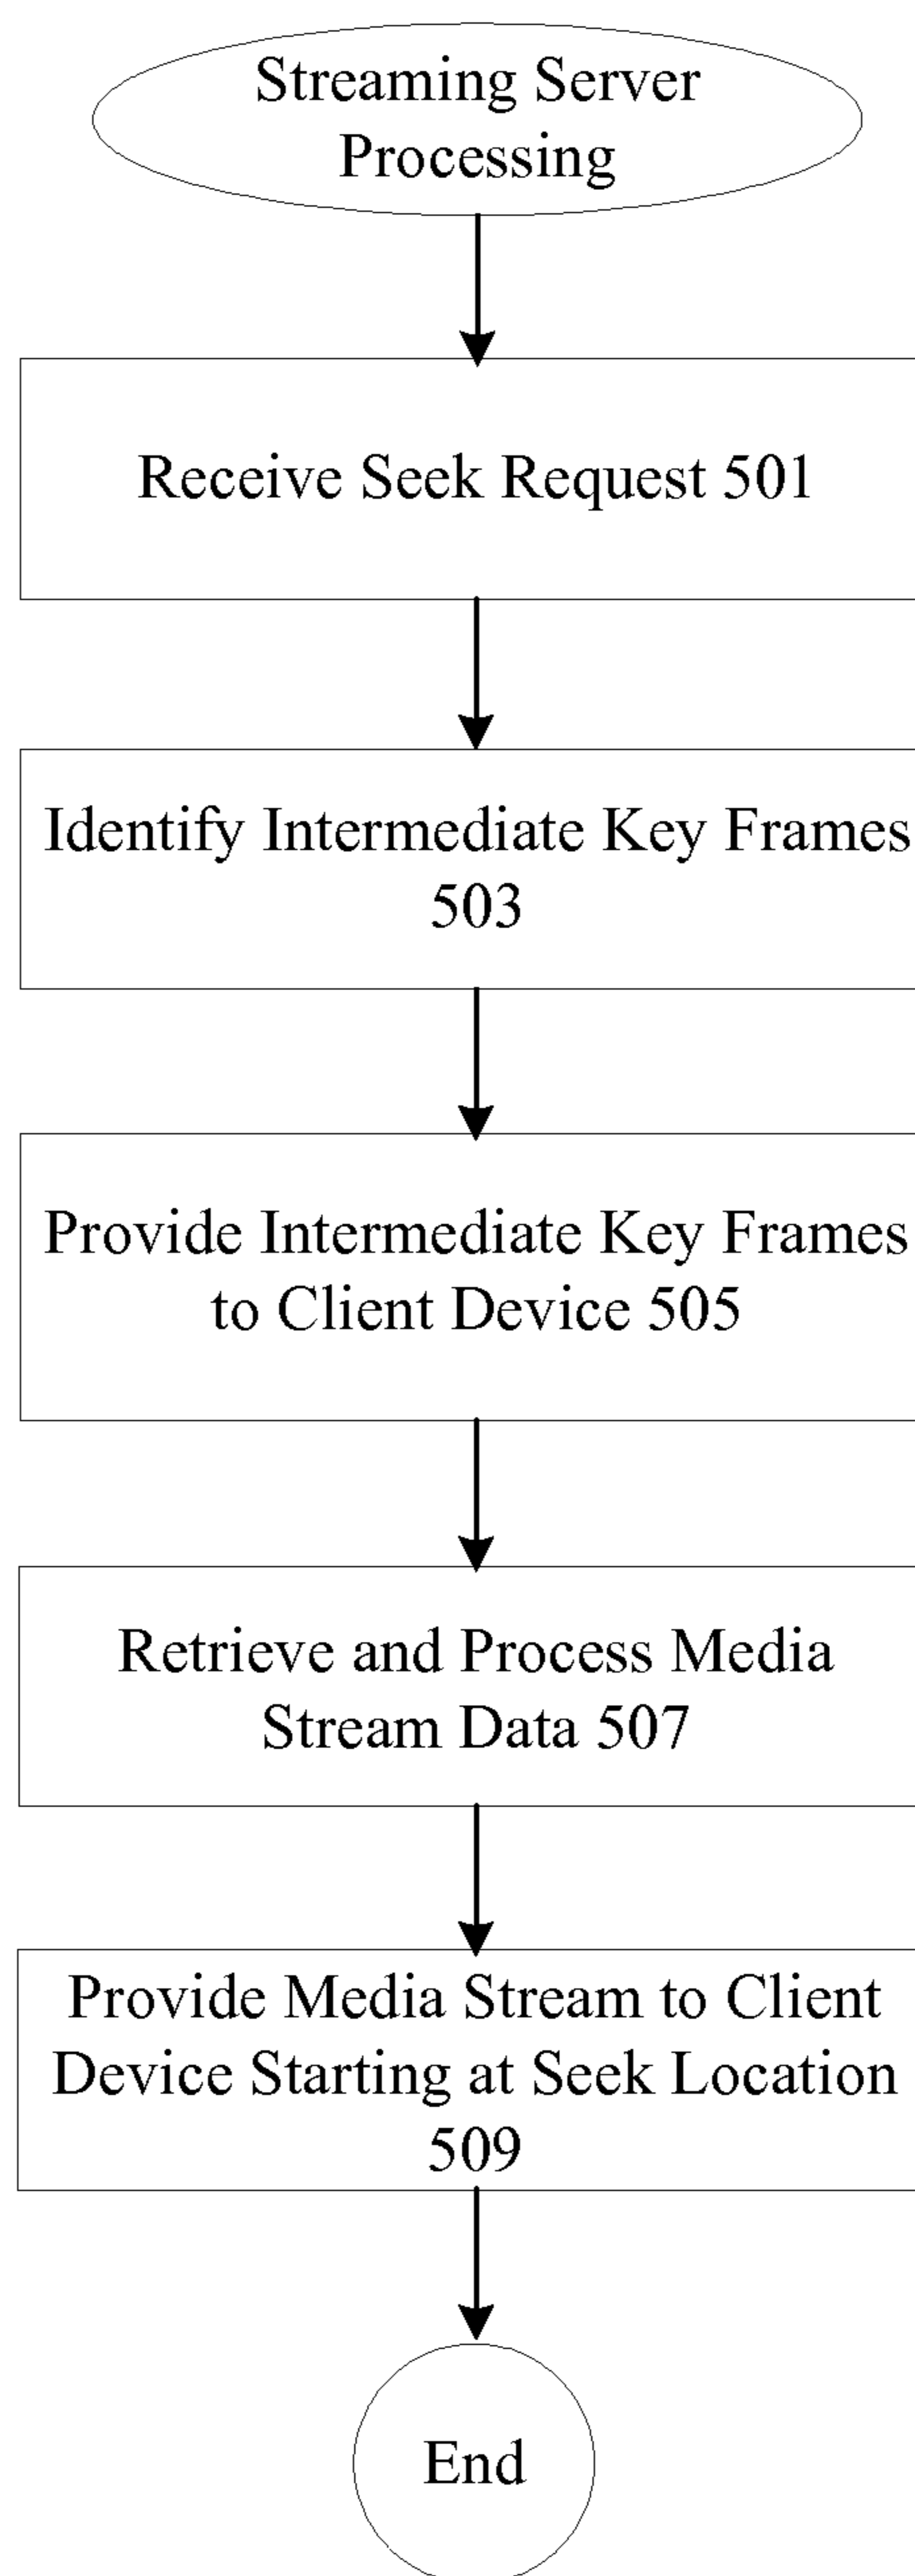 Streaming Server
Processing
Receive Seek Request 501
Identify Intermediate Key Frames
503
Provide Intermediate Key Frames
to Client Device 505
Retrieve and Process Media
Stream Data 507
Provide Media Stream to Client
Device Starting at Seek Location
509
End